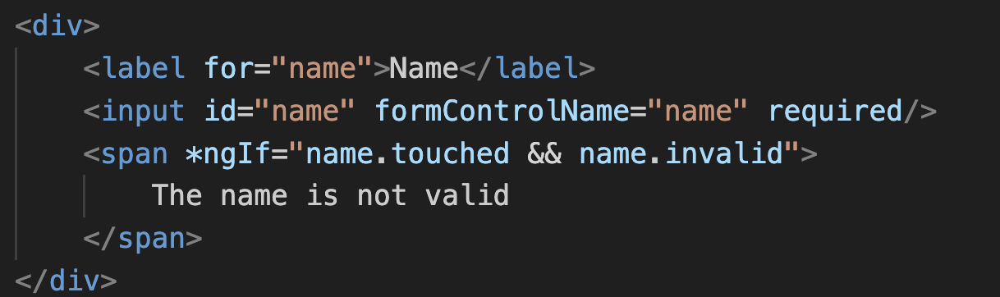 <div>
    <label for="name">Name</label>
    <input id="name" formControlName="name" required/>
    <span *ngIf="name.touched && name.invalid">
        The name is not valid
    </span>
</div>